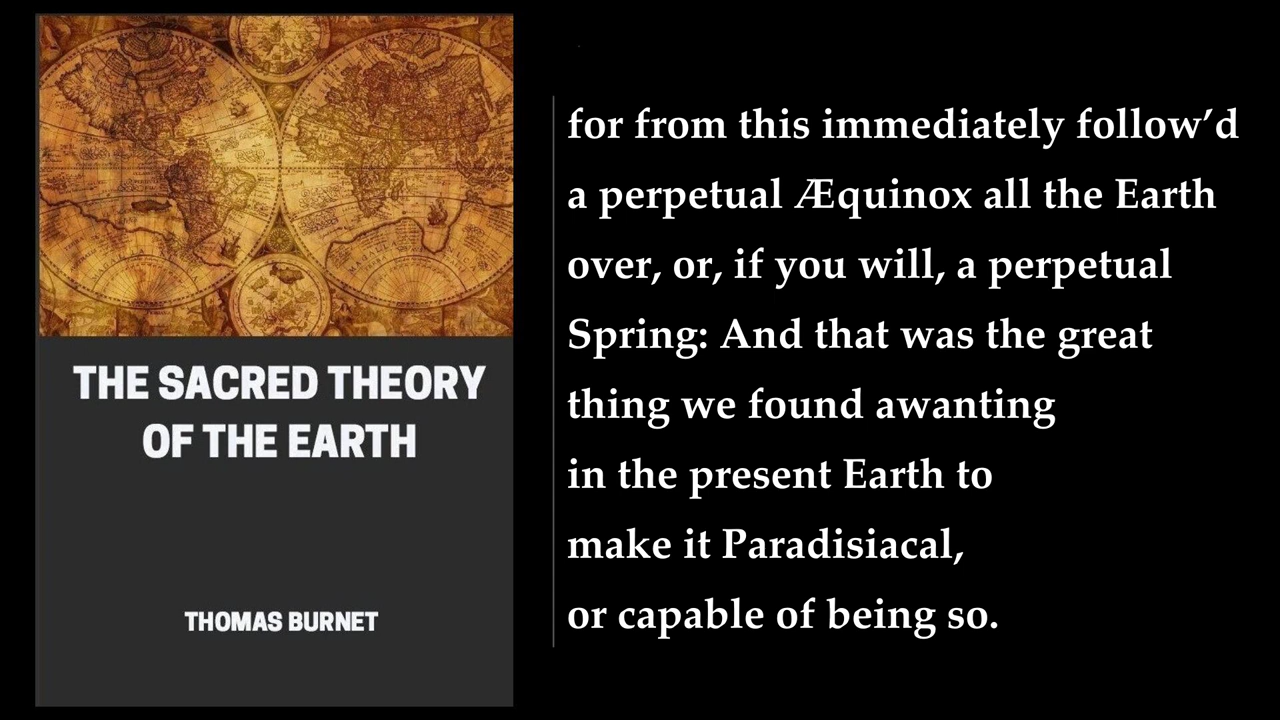 THE SACRED THEORY
OF THE EARTH
THOMAS BURNET
for from this immediately follow’d
a perpetual Æquinox all the Earth
over, or, if you will, a perpetual
Spring: And that was the great
thing we found awanting
in the present Earth to
make it Paradisiacal,
or capable of being so.